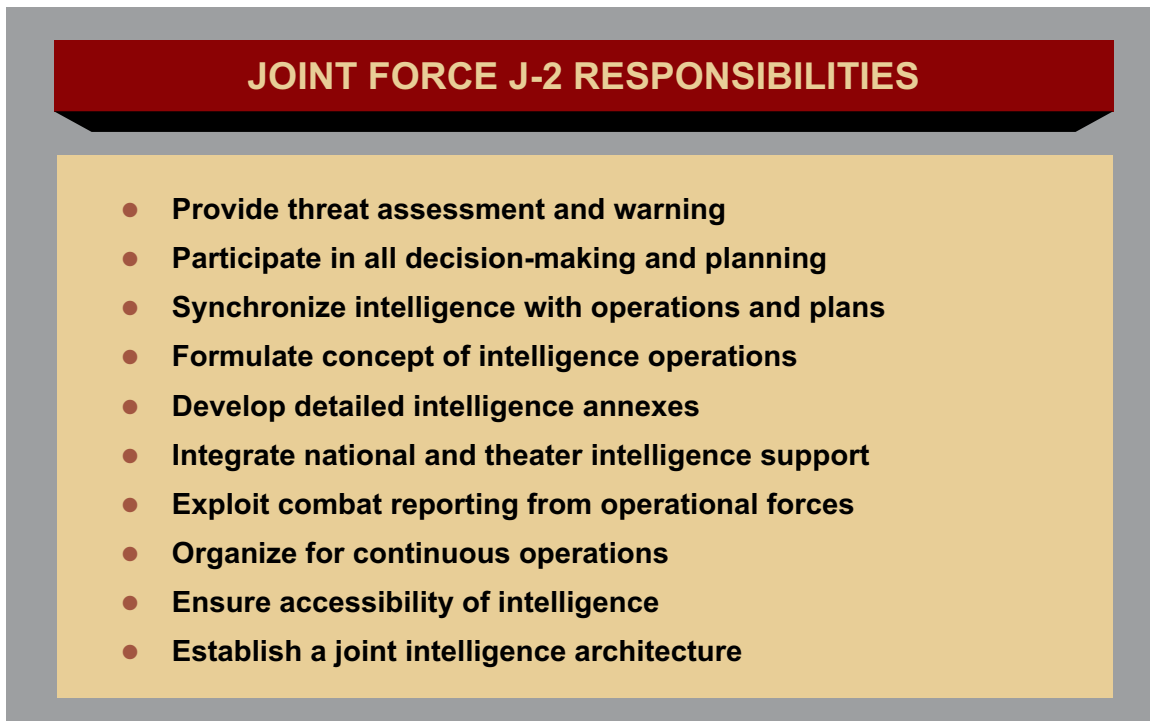 JOINT FORCE J-2 RESPONSIBILITIES
● Provide threat assessment and warning
● Participate in all decision-making and planning
● Synchronize intelligence with operations and plans
● Formulate concept of intelligence operations
● Develop detailed intelligence annexes
● Integrate national and theater intelligence support
● Exploit combat reporting from operational forces
● Organize for continuous operations
● Ensure accessibility of intelligence
● Establish a joint intelligence architecture